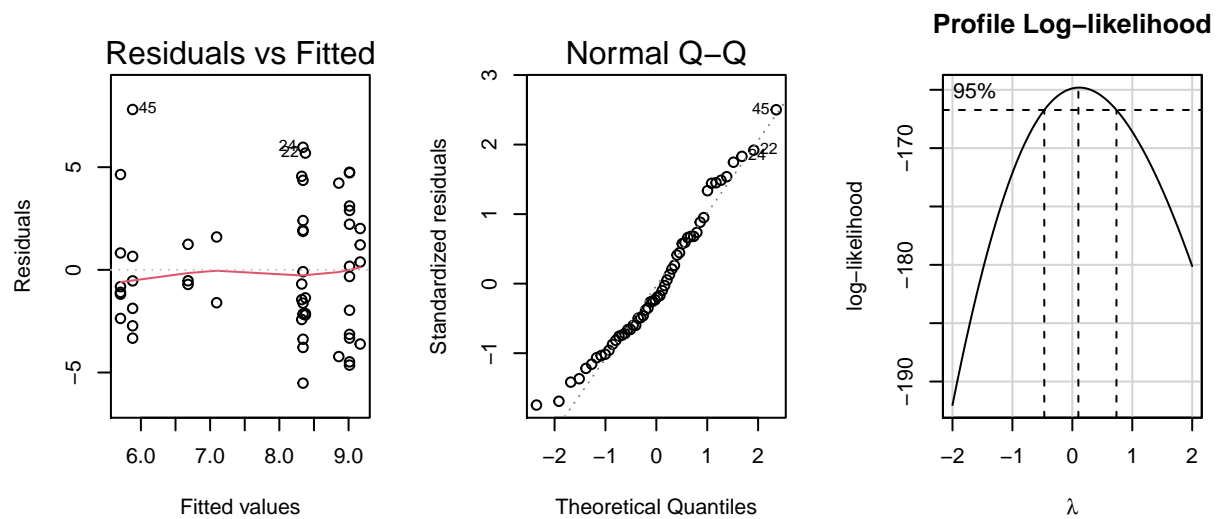 Residuals vs Fitted
45
24
22
5
0
−5
Residuals
6.0 7.0 8.0 9.0
Fitted values
Normal Q−Q
45
22
24
3
2
1
0
−1
Standardized residuals
−2 −1 0 1 2
Theoretical Quantiles
Profile Log−likelihood
95%
−170
−180
−190
log−likelihood
−2 −1 0 1 2
λ